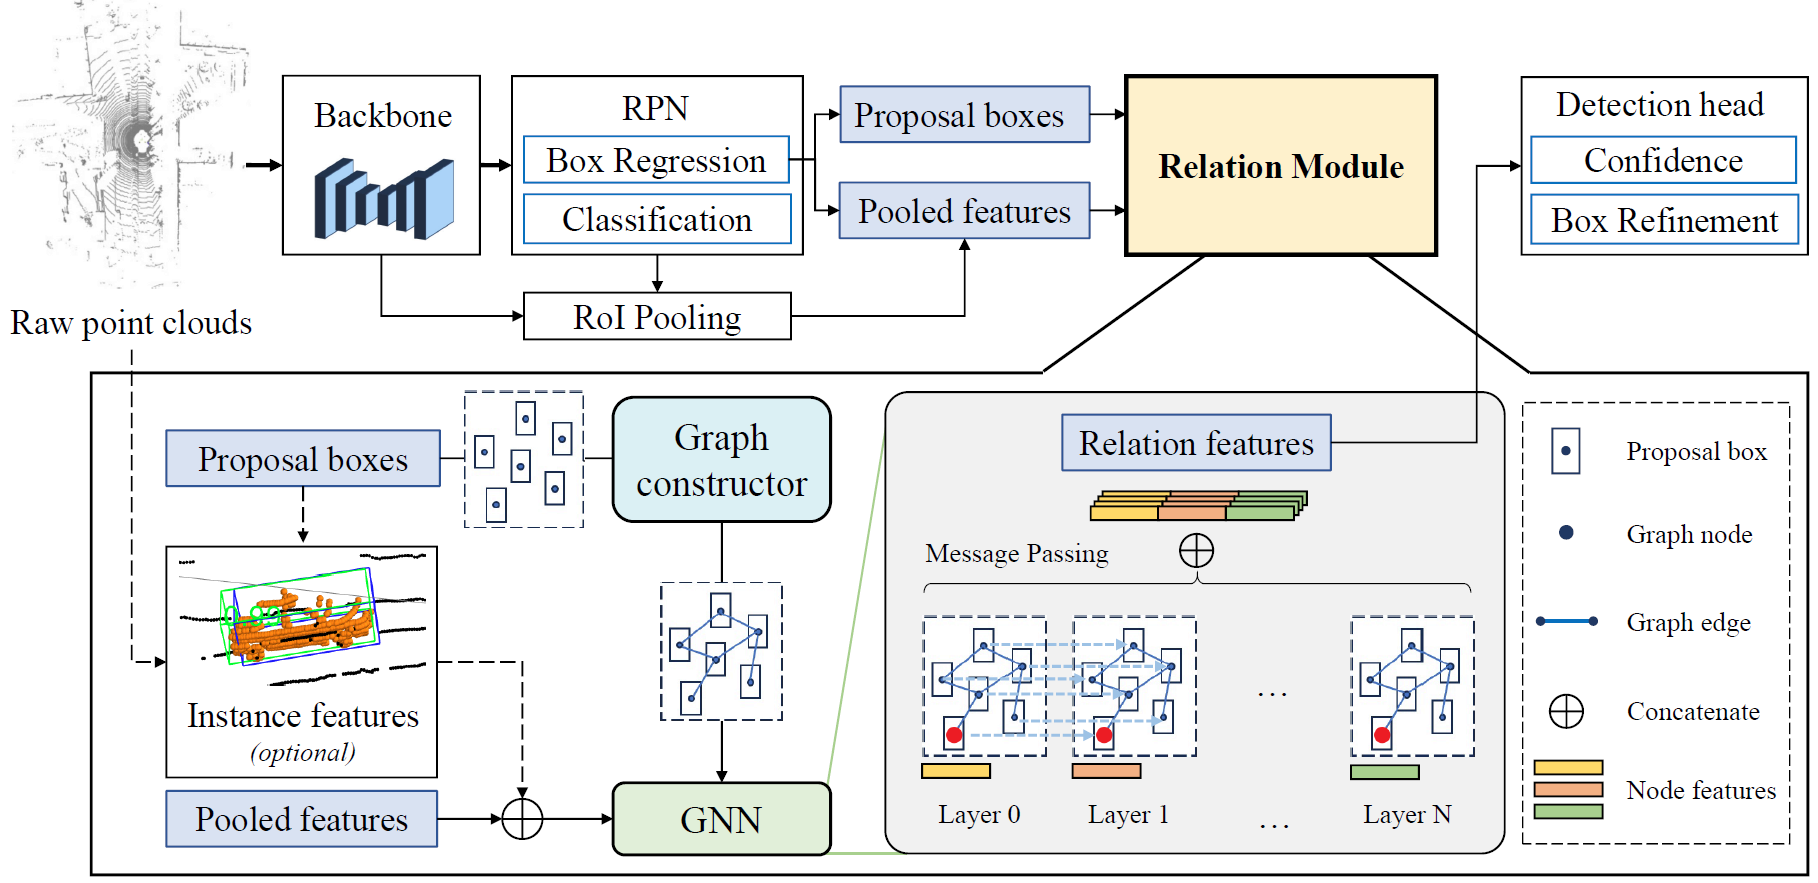 Backbone
RPN
Box Regression
Classification
Proposal boxes
Pooled features
Relation Module
Detection head
Confidence
Box Refinement
RoI Pooling
Raw point clouds
Proposal boxes
Graph
constructor
Instance features
(optional)
Pooled features
GNN
Relation features
Message Passing
...
Layer 0
Layer 1
...
Layer N
Proposal box
Graph node
Graph edge
Concatenate
Node features